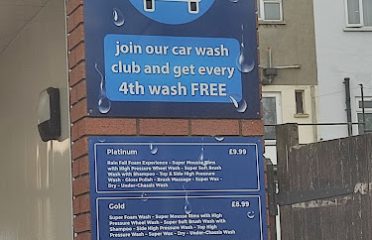 join our car wash
club and get every
4th wash FREE
Platinum £9.99
Rain Fall Foam Experience - Super Mousse Rims
with High Pressure Wheel Wash - Super Soft Brush
Wash with Shampoo - Top & Side High Pressure
Wash - Gloss Polish - Brush Massage - Super Wax -
Dry - Under-Chassis Wash
Gold £8.99
Super Foam Wash - Super Mousse Rims with High
Pressure Wheel Wash - Super Soft Brush Wash with
Shampoo - Side High Pressure Wash - Top High
Pressure Wash - Super Wax - Dry - Under-Chassis Wash